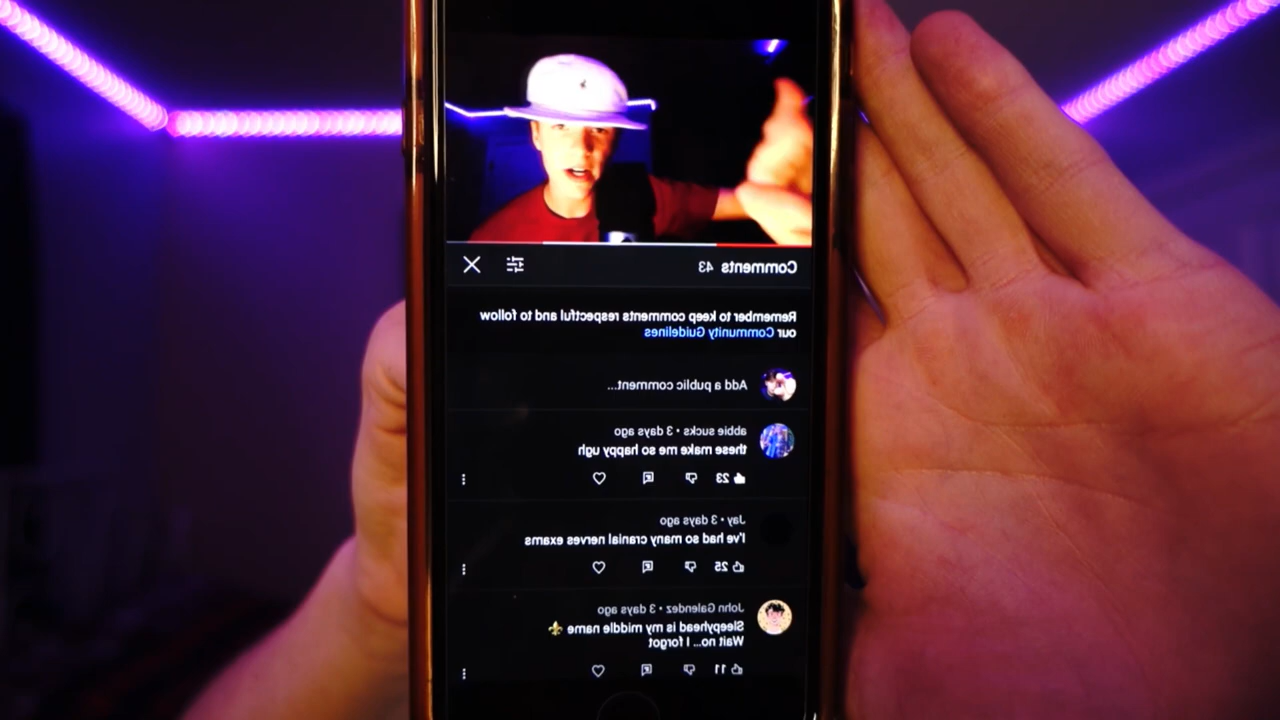 Comments 43
Remember to keep comments respectful and to follow
our Community Guidelines
Add a public comment...
abbie sucks • 3 days ago
these make me so happy ugh
23
Jay • 3 days ago
I've had so many cranial nerves exams
25
John Galendez • 3 days ago
Sleepyhead is my middle name ⚜️
Wait no... I forgot
11